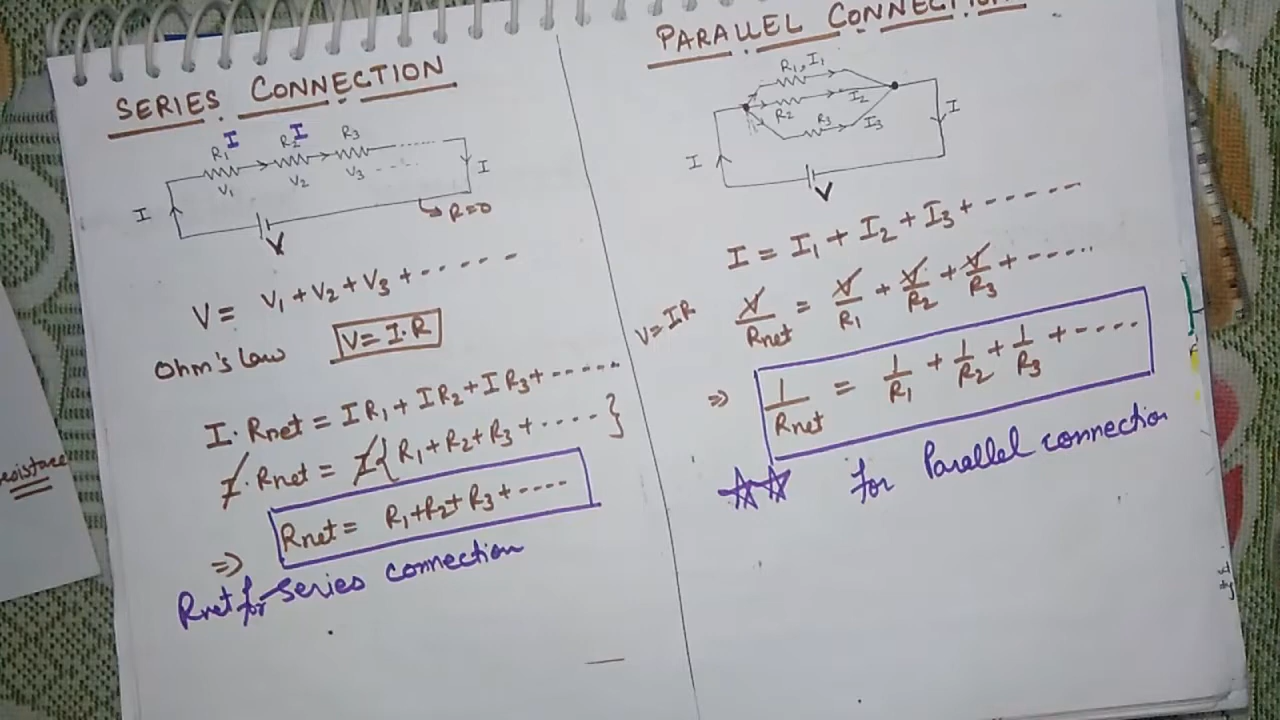 SERIES CONNECTION
I I
R1 R2 R3
V1 V2 V3
I
I
R=0
V
V = V1 + V2 + V3 + ------
Ohm's law V = I·R
I·Rnet = IR1 + IR2 + IR3 + ------
I·Rnet = I{R1 + R2 + R3 + ----}
⇒ Rnet = R1 + R2 + R3 + ----
Rnet for series connection
PARALLEL CONNECTION
R1, I1
R2 I2
R3 I3
I
I
V
I = I1 + I2 + I3 + ------
V=IR V/Rnet = V/R1 + V/R2 + V/R3 + -----
⇒ 1/Rnet = 1/R1 + 1/R2 + 1/R3 + ----
☆☆ for Parallel connection